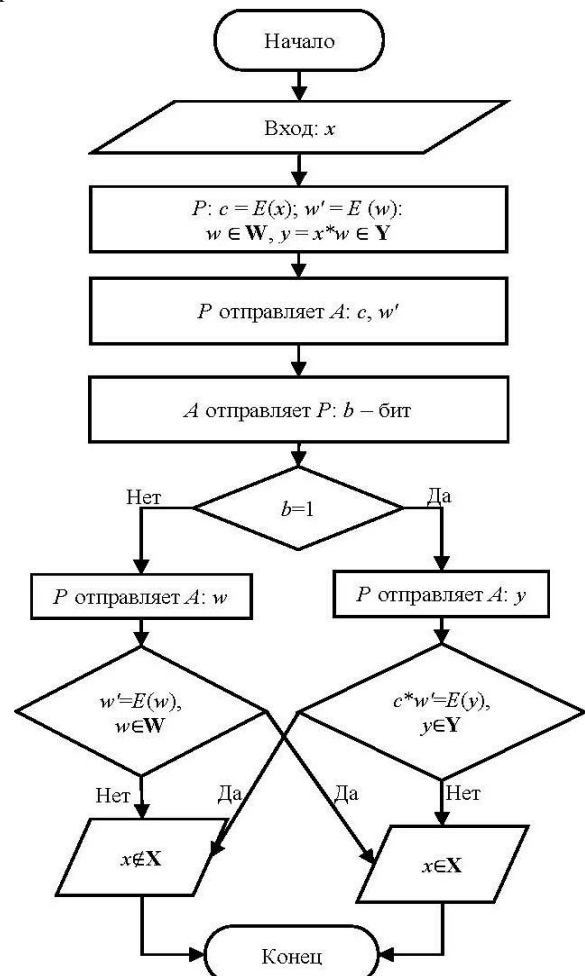 Начало
Вход: x
P: c = E(x); w' = E (w):
w ∈ W, y = x*w ∈ Y
P отправляет A: c, w'
A отправляет P: b – бит
Нет
Да
b=1
P отправляет A: w
P отправляет A: y
w'=E(w),
w∈W
c*w'=E(y),
y∈Y
Нет
Да
Да
Нет
x∉X
x∈X
Конец